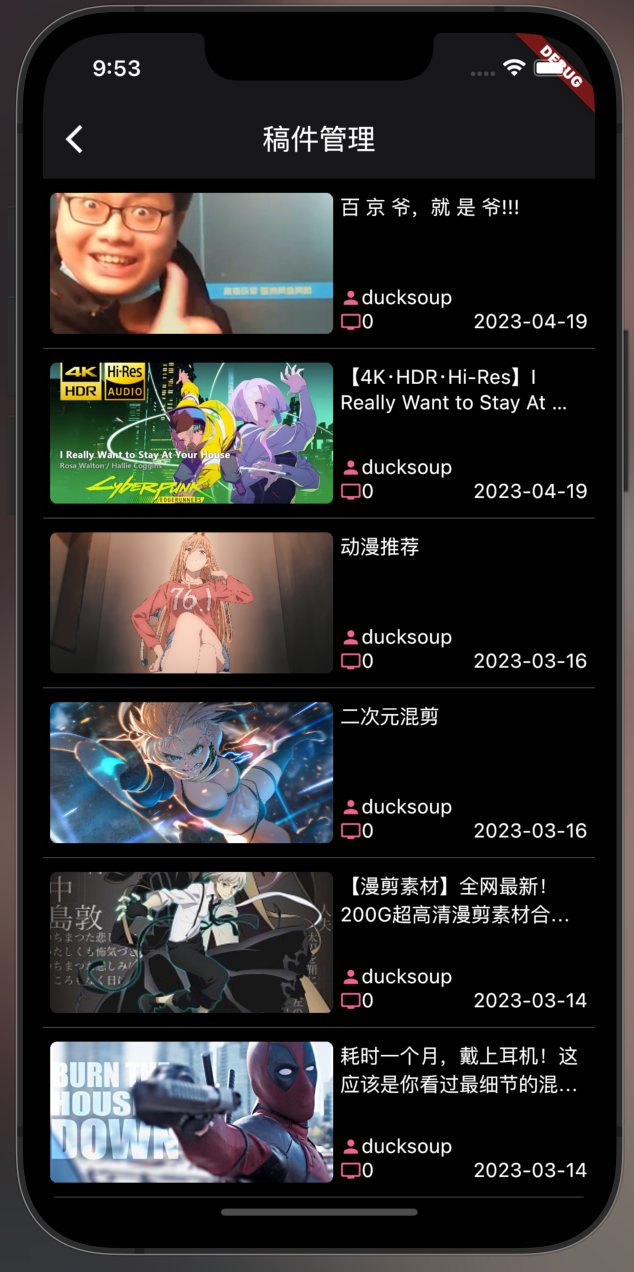 9:53
DEBUG
稿件管理
百 京 爷，就 是 爷!!!
ducksoup
0 2023-04-19
4K Hi-Res
HDR AUDIO
I Really Want to Stay At Your House
Rosa Walton / Hallie Coggins
Cyberpunk
EDGERUNNERS
【4K·HDR·Hi-Res】I
Really Want to Stay At ...
ducksoup
0 2023-04-19
76.1
动漫推荐
ducksoup
0 2023-03-16
二次元混剪
ducksoup
0 2023-03-16
中
島敦
【漫剪素材】全网最新！
200G超高清漫剪素材合...
ducksoup
0 2023-03-14
BURN THE
HOUS
DOWN
耗时一个月，戴上耳机！这
应该是你看过最细节的混...
ducksoup
0 2023-03-14